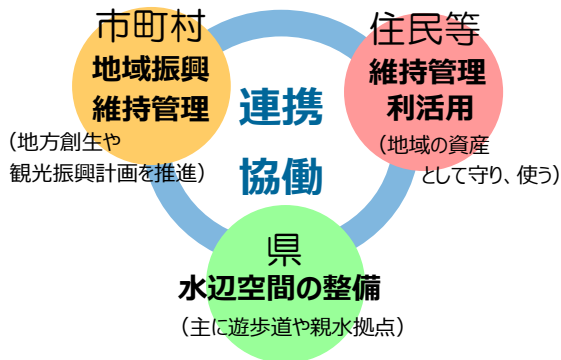 市町村
地域振興
維持管理
（地方創生や
観光振興計画を推進）
住民等
維持管理
利活用
（地域の資産
として守り、使う）
連携
協働
県
水辺空間の整備
（主に遊歩道や親水拠点）